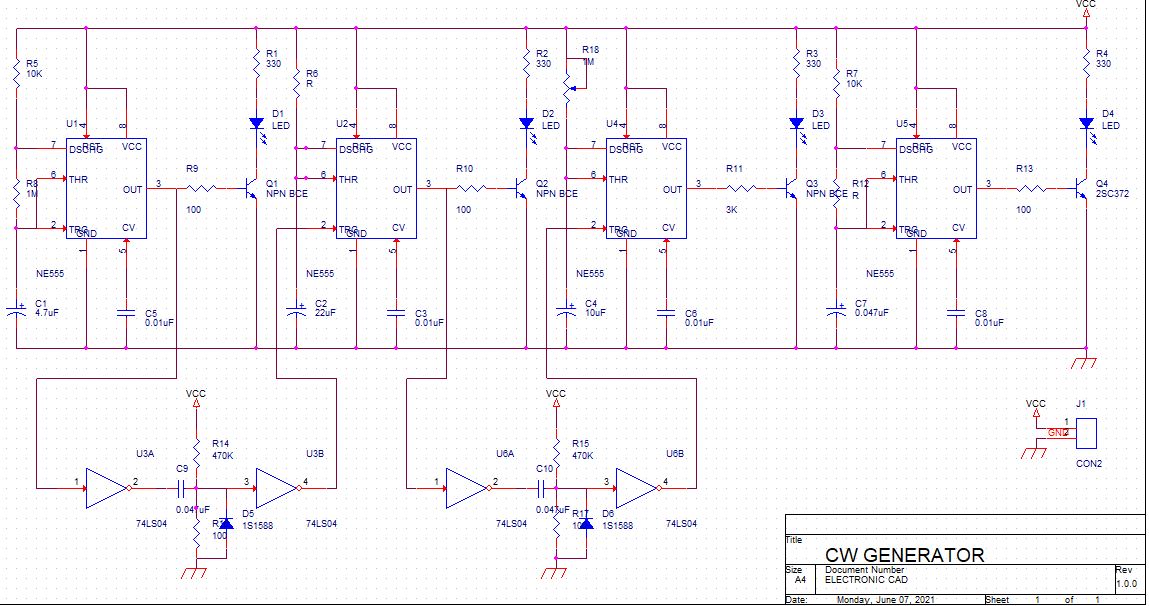 VCC
R5
10K
R1
330
R6
R
R2
330
R18
1M
R3
330
R7
10K
R4
330
U1
4
8
D1
LED
U2
4
8
D2
LED
U4
4
8
D3
LED
U5
4
8
D4
LED
7 DSCHG RST VCC
6 THR
OUT 3
2 TRG GND CV
1
5
R8
1M
R9
100
Q1
NPN BCE
7 DSCHG RST VCC
6 THR
OUT 3
2 TRG GND CV
1
5
R10
100
Q2
NPN BCE
7 DSCHG RST VCC
6 THR
OUT 3
2 TRG GND CV
1
5
R11
3K
Q3
NPN BCE
R12
R
7 DSCHG RST VCC
6 THR
OUT 3
2 TRG GND CV
1
5
R13
100
Q4
2SC372
NE555
NE555
NE555
NE555
C1
4.7uF
C5
0.01uF
C2
22uF
C3
0.01uF
C4
10uF
C6
0.01uF
C7
0.047uF
C8
0.01uF
VCC
R14
470K
U3A
1 2
74LS04
C9
0.047uF
100
D5
1S1588
U3B
3 4
74LS04
VCC
R15
470K
U6A
1 2
74LS04
C10
0.047uF
R17
D6
1S1588
U6B
3 4
74LS04
VCC
J1
1
GND
CON2
Title
CW GENERATOR
Size
A4
Document Number
ELECTRONIC CAD
Rev
1.0.0
Date: Monday, June 07, 2021 Sheet 1 of 1